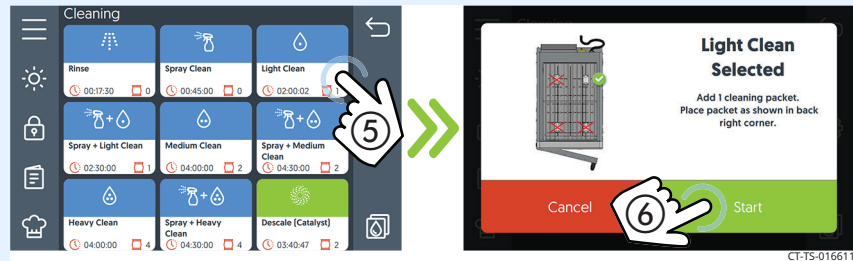 Cleaning
Rinse
00:17:30 0
Spray Clean
00:45:00 0
Light Clean
02:00:02 1
5
+
Spray + Light Clean
02:30:00 1
Medium Clean
04:00:00 2
+
Spray + Medium
Clean
04:30:00 2
Heavy Clean
04:00:00 4
+
Spray + Heavy
Clean
04:30:00 4
Descale (Catalyst)
03:40:47 2
Light Clean
Selected
Add 1 cleaning packet.
Place packet as shown in back
right corner.
Cancel
6
Start
CT-TS-016611